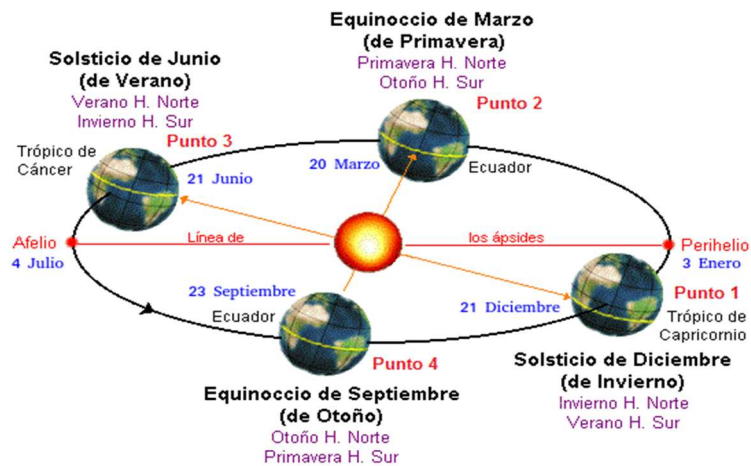 Equinoccio de Marzo
(de Primavera)
Primavera H. Norte
Otoño H. Sur
Punto 2
Solsticio de Junio
(de Verano)
Verano H. Norte
Invierno H. Sur
Punto 3
Trópico de
Cáncer
21 Junio
20 Marzo
Ecuador
Afelio
4 Julio
Línea de
los ápsides
Perihelio
3 Enero
23 Septiembre
Ecuador
21 Diciembre
Punto 1
Trópico de
Capricornio
Punto 4
Solsticio de Diciembre
(de Invierno)
Invierno H. Norte
Verano H. Sur
Equinoccio de Septiembre
(de Otoño)
Otoño H. Norte
Primavera H. Sur